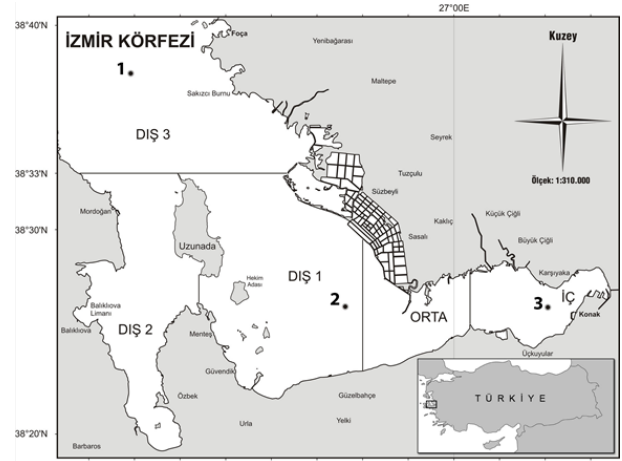 27°00E
38°40'N
İZMİR KÖRFEZİ
Foça
Yenibağarası
Kuzey
1
Maltepe
Sakızcı Burnu
DIŞ 3
Seyrek
38°33'N
Tuzçulu
Ölçek: 1:310.000
Süzbeyli
Mordoğan
38°30'N
Kaklıç
Küçük Çiğli
Sasalı
Büyük Çiğli
Uzunada
Hekim
Adası
DIŞ 1
Karşıyaka
2
3
İÇ
Balıklıova
Limanı
ORTA
Konak
Balıklıova
DIŞ 2
Menteş
Üçkuyular
Güvendik
TÜRKİYE
Özbek
Güzelbahçe
Urla
Yelki
38°20'N
Barbaros